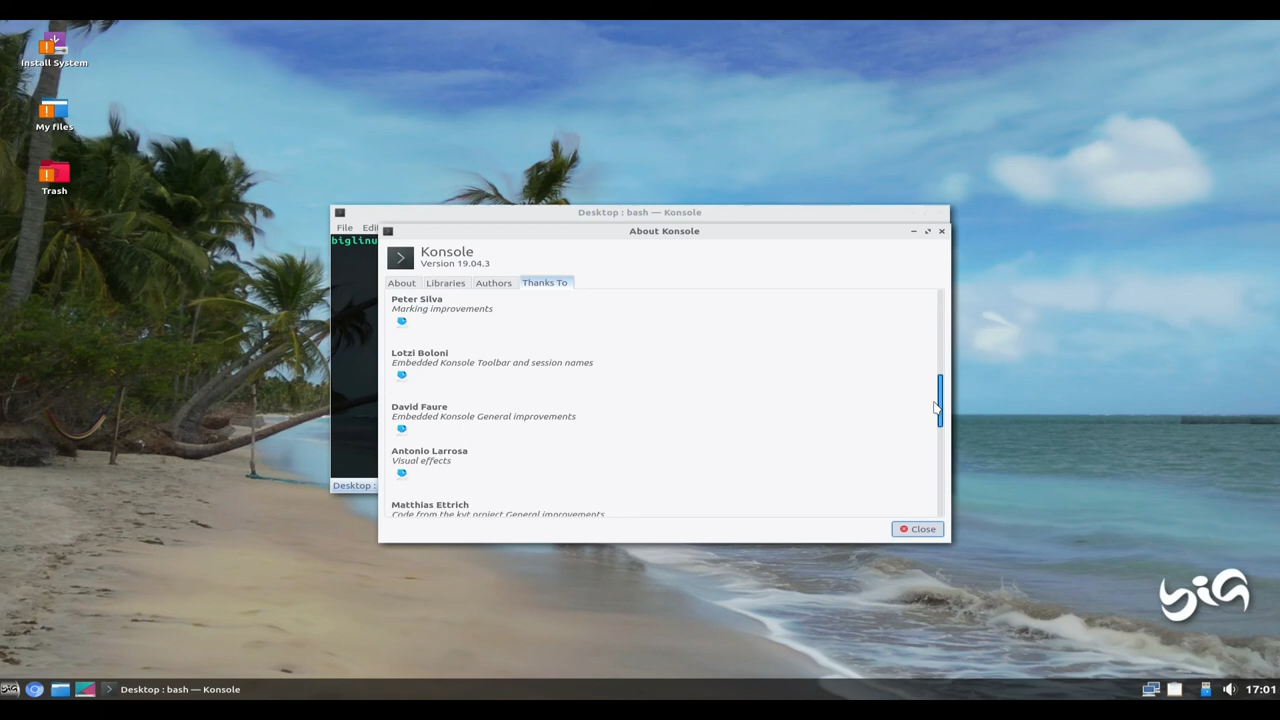 Install System
My files
Trash
Desktop : bash — Konsole
File Edi
biglinu
Desktop :
About Konsole
Konsole
Version 19.04.3
About Libraries Authors Thanks To
Peter Silva
Marking improvements
Lotzi Boloni
Embedded Konsole Toolbar and session names
David Faure
Embedded Konsole General improvements
Antonio Larrosa
Visual effects
Matthias Ettrich
Code from the kvt project General improvements
Close
big
Desktop : bash — Konsole
17:01